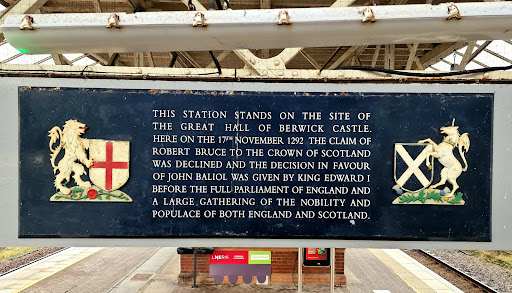 THIS STATION STANDS ON THE SITE OF
THE GREAT HALL OF BERWICK CASTLE.
HERE ON THE 17TH NOVEMBER 1292 THE CLAIM OF
ROBERT BRUCE TO THE CROWN OF SCOTLAND
WAS DECLINED AND THE DECISION IN FAVOUR
OF JOHN BALIOL WAS GIVEN BY KING EDWARD I
BEFORE THE FULL PARLIAMENT OF ENGLAND AND
A LARGE GATHERING OF THE NOBILITY AND
POPULACE OF BOTH ENGLAND AND SCOTLAND.
LNER